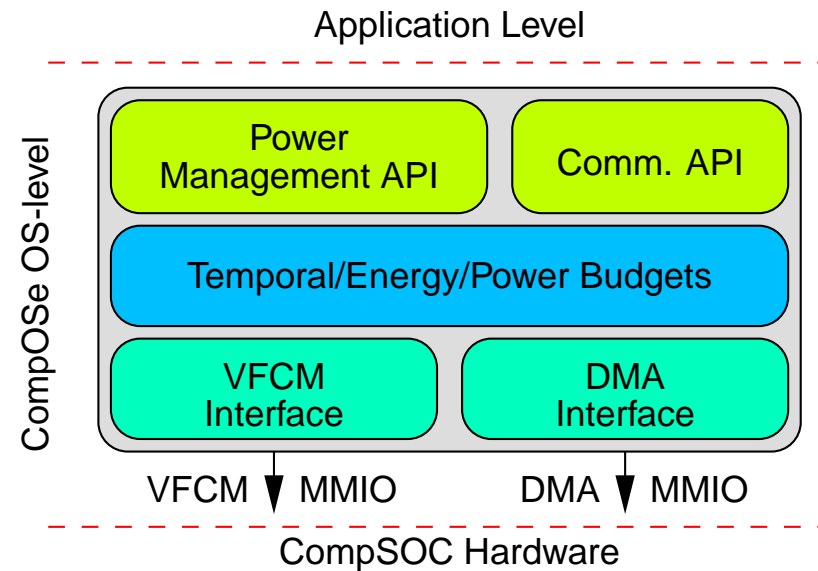 Application Level
CompOSe OS-level
Power
Management API
Comm. API
Temporal/Energy/Power Budgets
VFCM
Interface
DMA
Interface
VFCM MMIO
DMA MMIO
CompSOC Hardware